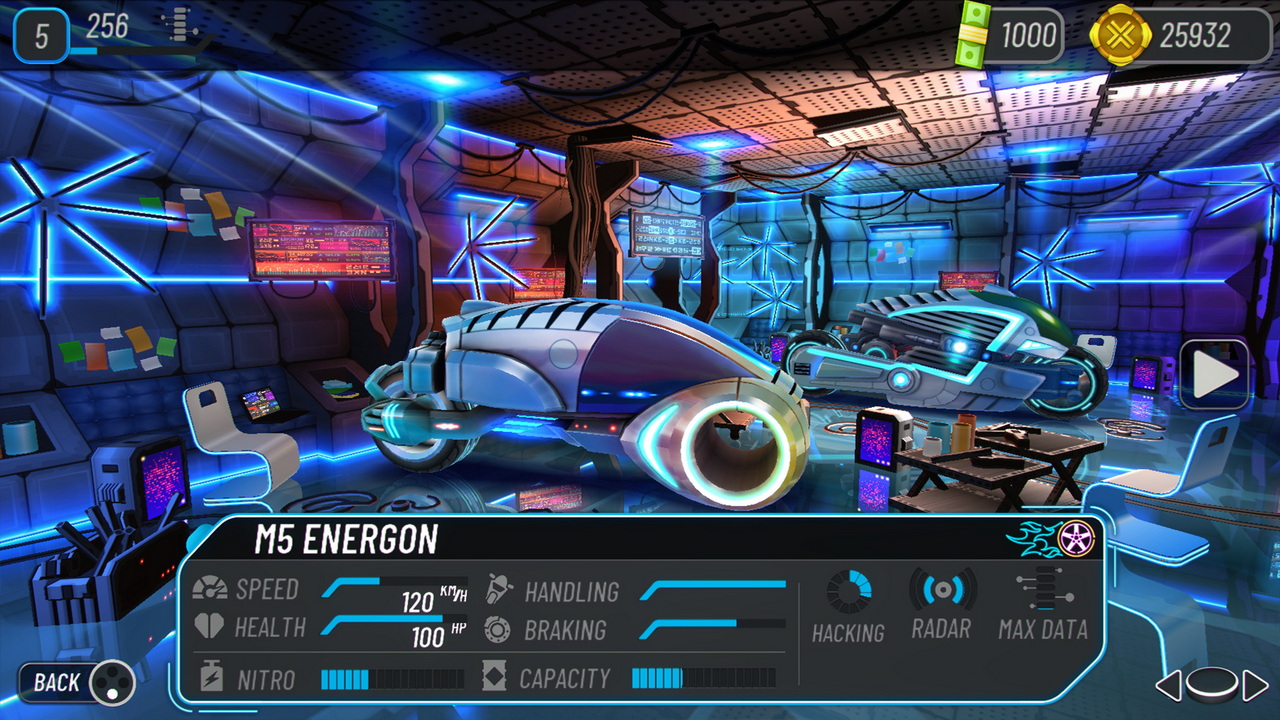 5
256
1000
25932
M5 ENERGON
SPEED
120 KM/H
HEALTH
100 HP
NITRO
HANDLING
BRAKING
CAPACITY
HACKING
RADAR
MAX DATA
BACK